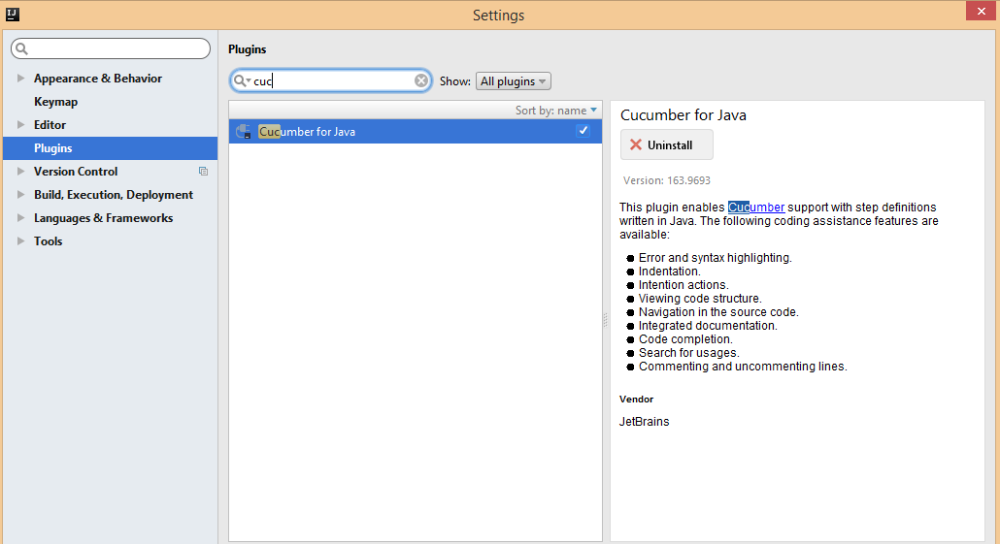 IJ
Settings
Plugins
cuc
Show: All plugins
Appearance & Behavior
Keymap
Editor
Plugins
Version Control
Build, Execution, Deployment
Languages & Frameworks
Tools
Sort by: name
Cucumber for Java
Cucumber for Java
Uninstall
Version: 163.9693
This plugin enables Cucumber support with step definitions
written in Java. The following coding assistance features are
available:
Error and syntax highlighting.
Indentation.
Intention actions.
Viewing code structure.
Navigation in the source code.
Integrated documentation.
Code completion.
Search for usages.
Commenting and uncommenting lines.
Vendor
JetBrains